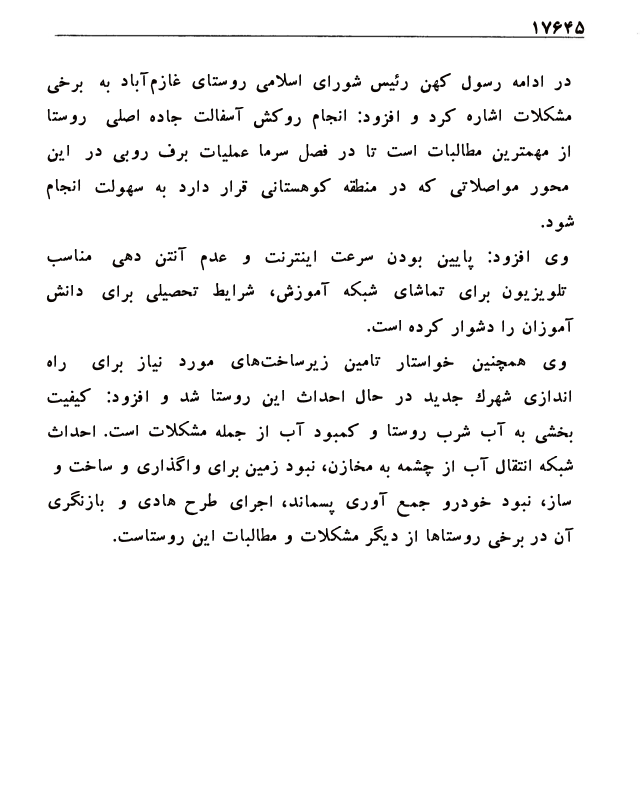 ۱۷۶۴۵
در ادامه رسول کهن رئیس شورای اسلامی روستای غازم‌آباد به برخی
مشکلات اشاره کرد و افزود: انجام روکش آسفالت جاده اصلی روستا
از مهمترین مطالبات است تا در فصل سرما عملیات برف روبی در این
محور مواصلاتی که در منطقه کوهستانی قرار دارد به سهولت انجام
شود.
وی افزود: پایین بودن سرعت اینترنت و عدم آنتن دهی مناسب
تلویزیون برای تماشای شبکه آموزش، شرایط تحصیلی برای دانش
آموزان را دشوار کرده است.
وی همچنین خواستار تامین زیرساخت‌های مورد نیاز برای راه
اندازی شهرك جدید در حال احداث این روستا شد و افزود: کیفیت
بخشی به آب شرب روستا و کمبود آب از جمله مشکلات است. احداث
شبکه انتقال آب از چشمه به مخازن، نبود زمین برای واگذاری و ساخت و
ساز، نبود خودرو جمع آوری پسماند، اجرای طرح هادی و بازنگری
آن در برخی روستاها از دیگر مشکلات و مطالبات این روستاست.